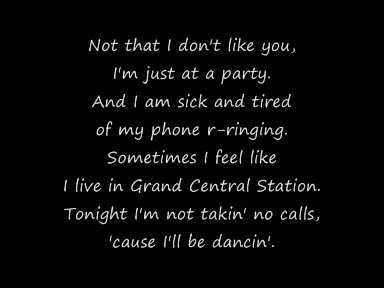 Not that I don't like you,
I'm just at a party.
And I am sick and tired
of my phone r-ringing.
Sometimes I feel like
I live in Grand Central Station.
Tonight I'm not takin' no calls,
'cause I'll be dancin'.